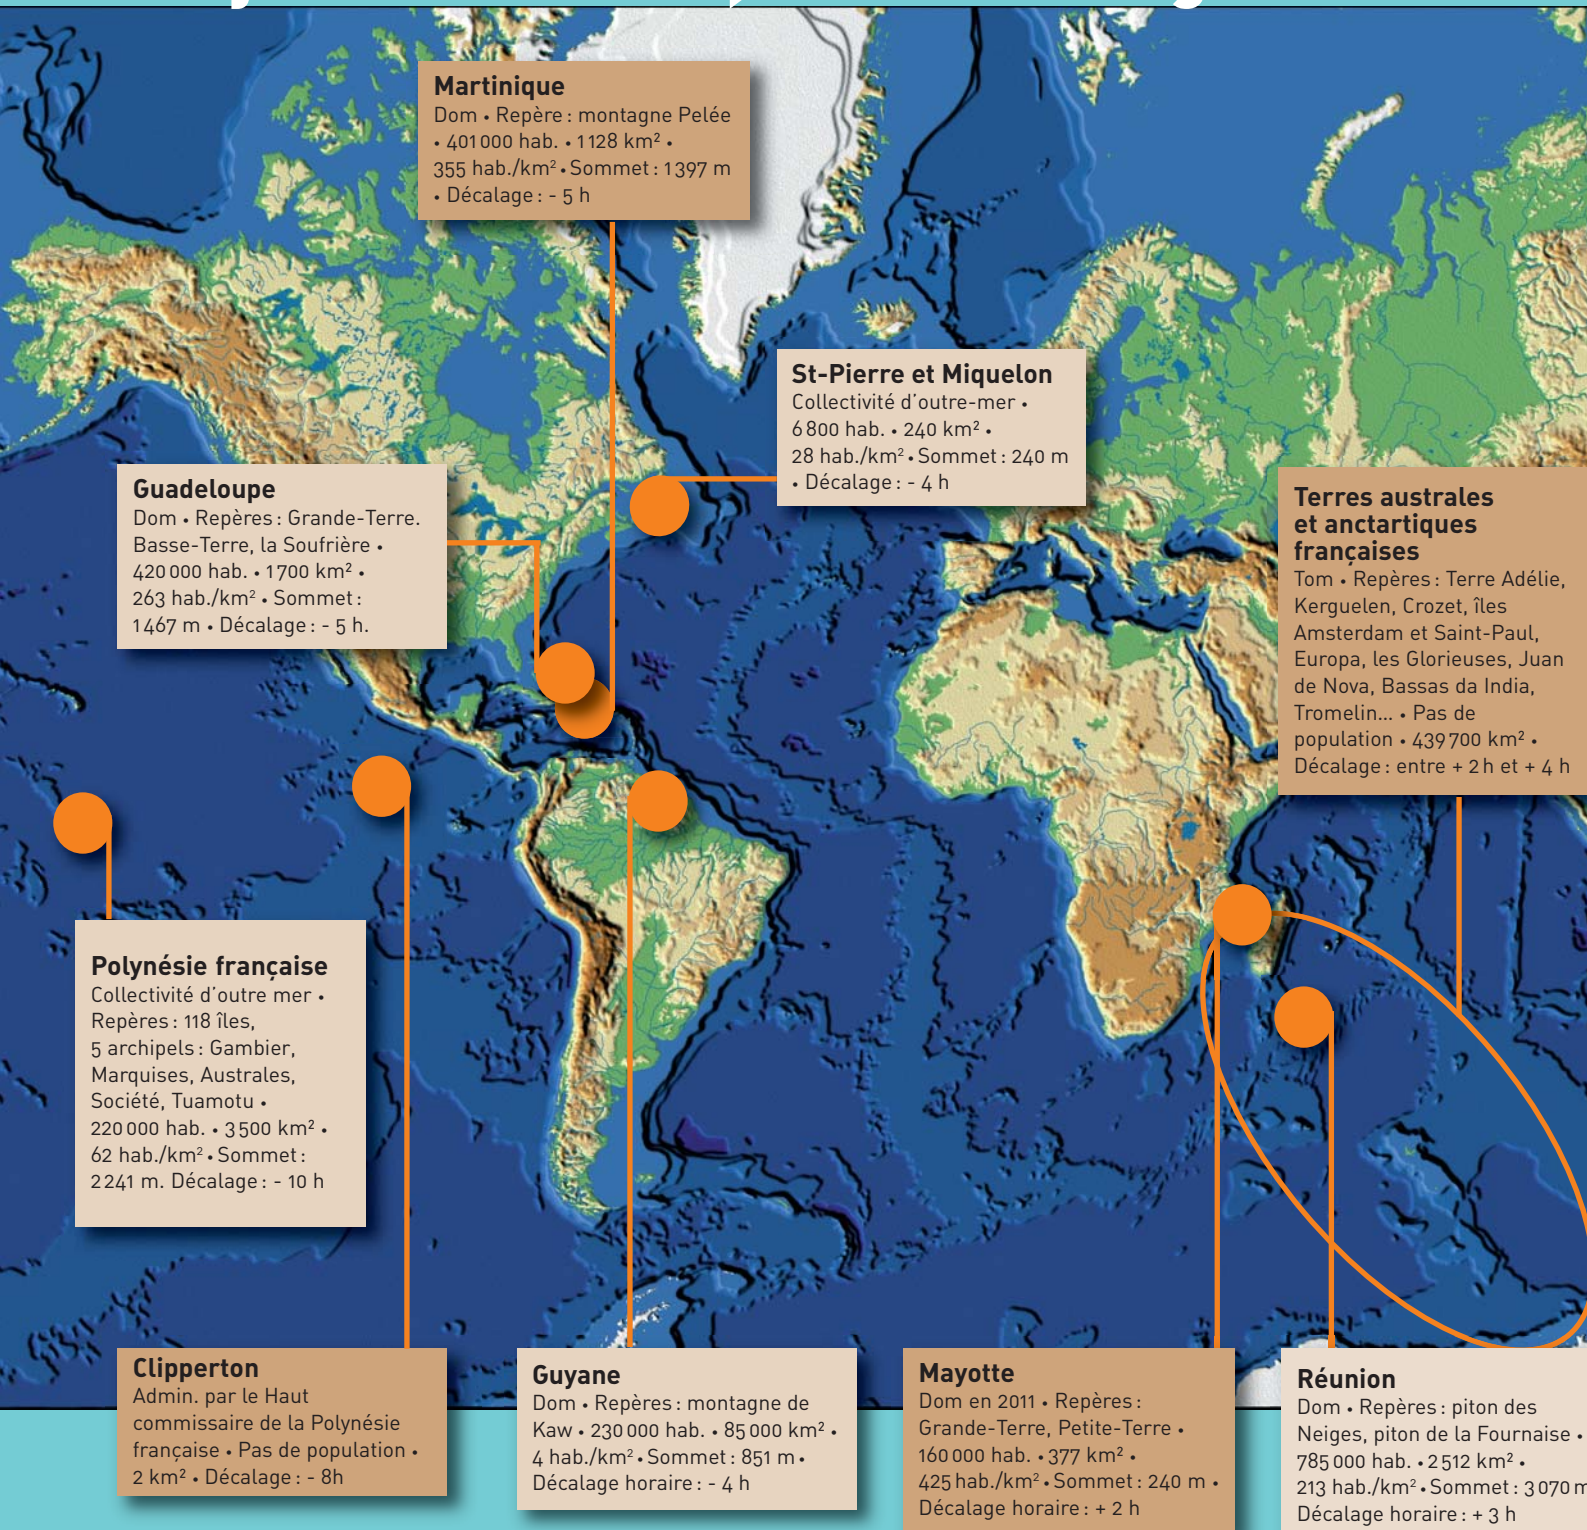 Martinique
Dom • Repère : montagne Pelée
• 401 000 hab. • 1 128 km² •
355 hab./km² • Sommet : 1 397 m
• Décalage : - 5 h
St-Pierre et Miquelon
Collectivité d’outre-mer •
6 800 hab. • 240 km² •
28 hab./km² • Sommet : 240 m
• Décalage : - 4 h
Guadeloupe
Dom • Repères : Grande-Terre.
Basse-Terre, la Soufrière •
420 000 hab. • 1 700 km² •
263 hab./km² • Sommet :
1 467 m • Décalage : - 5 h.
Terres australes
et anctartiques
françaises
Tom • Repères : Terre Adélie,
Kerguelen, Crozet, îles
Amsterdam et Saint-Paul,
Europa, les Glorieuses, Juan
de Nova, Bassas da India,
Tromelin... • Pas de
population • 439 700 km² •
Décalage : entre + 2 h et + 4 h
Polynésie française
Collectivité d’outre mer •
Repères : 118 îles,
5 archipels : Gambier,
Marquises, Australes,
Société, Tuamotu •
220 000 hab. • 3 500 km² •
62 hab./km² • Sommet :
2 241 m. Décalage : - 10 h
Clipperton
Admin. par le Haut
commissaire de la Polynésie
française • Pas de population •
2 km² • Décalage : - 8h
Guyane
Dom • Repères : montagne de
Kaw • 230 000 hab. • 85 000 km² •
4 hab./km² • Sommet : 851 m •
Décalage horaire : - 4 h
Mayotte
Dom en 2011 • Repères :
Grande-Terre, Petite-Terre •
160 000 hab. • 377 km² •
425 hab./km² • Sommet : 240 m •
Décalage horaire : + 2 h
Réunion
Dom • Repères : piton des
Neiges, piton de la Fournaise •
785 000 hab. • 2 512 km² •
213 hab./km² • Sommet : 3 070 m
Décalage horaire : + 3 h